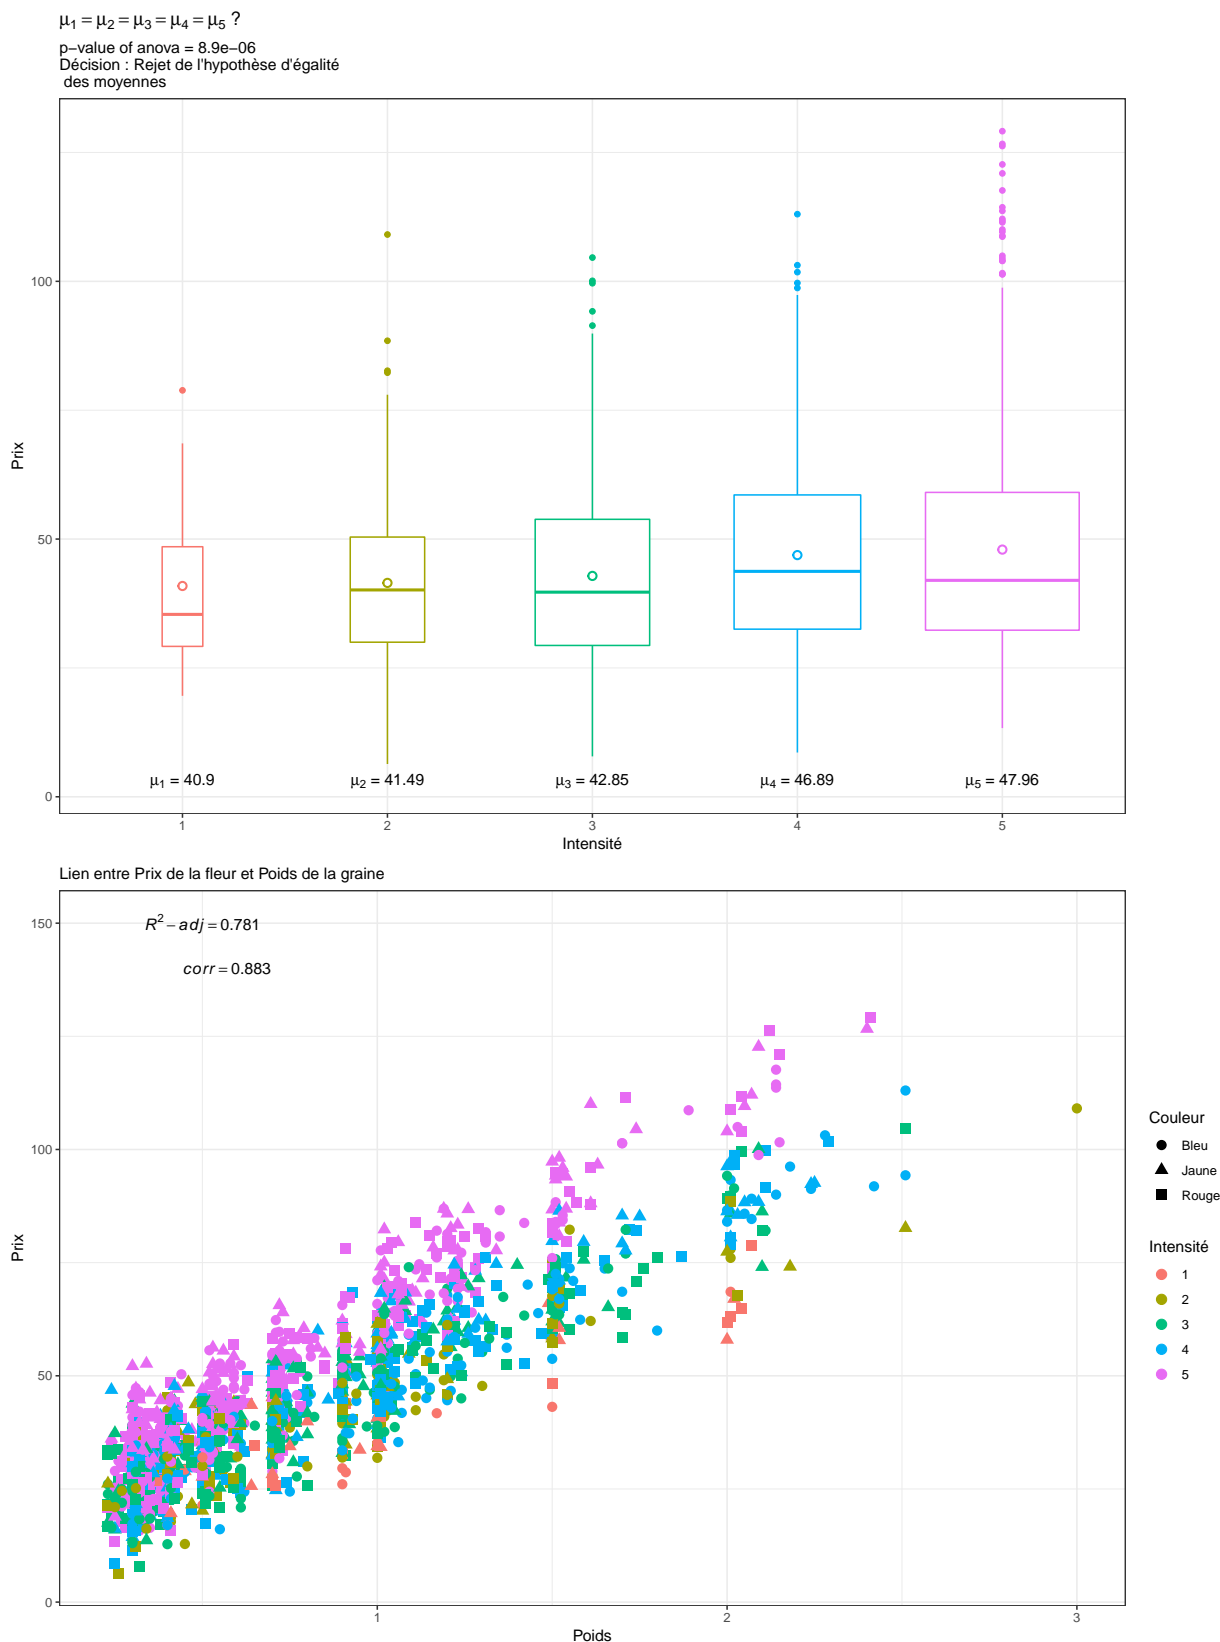 μ1 = μ2 = μ3 = μ4 = μ5 ?
p−value of anova = 8.9e−06
Décision : Rejet de l'hypothèse d'égalité
des moyennes
Prix
100
50
0
μ1 = 40.9
μ2 = 41.49
μ3 = 42.85
μ4 = 46.89
μ5 = 47.96
1
2
3
4
5
Intensité
Lien entre Prix de la fleur et Poids de la graine
R2 − adj = 0.781
corr = 0.883
Prix
150
100
50
0
1
2
3
Poids
Couleur
Bleu
Jaune
Rouge
Intensité
1
2
3
4
5